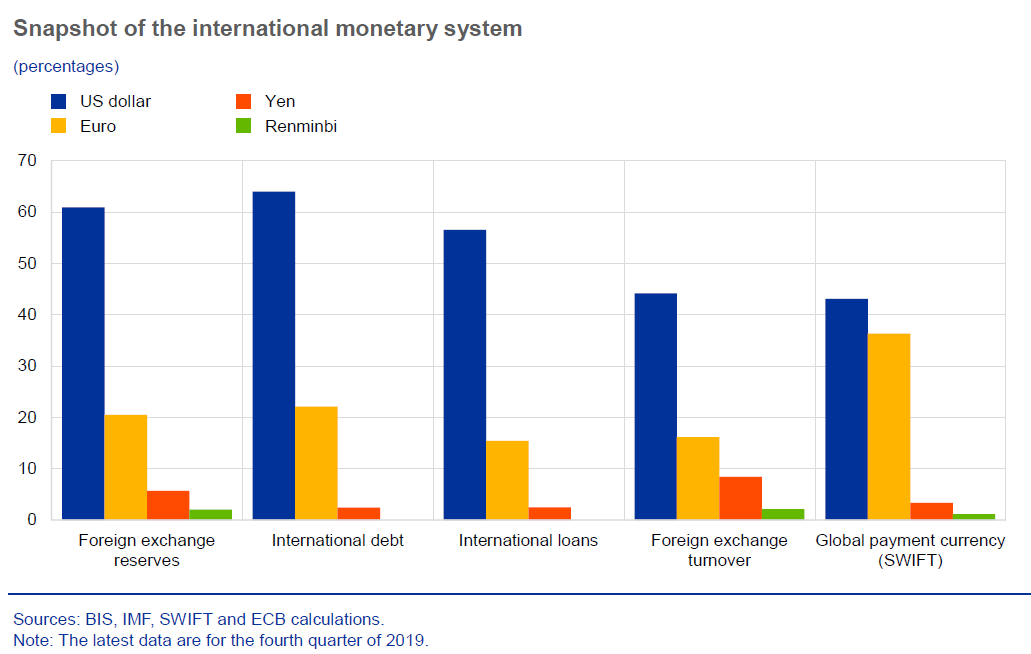 Snapshot of the international monetary system
(percentages)
US dollar
Yen
Euro
Renminbi
70
60
50
40
30
20
10
0
Foreign exchange
reserves
International debt
International loans
Foreign exchange
turnover
Global payment currency
(SWIFT)
Sources: BIS, IMF, SWIFT and ECB calculations.
Note: The latest data are for the fourth quarter of 2019.